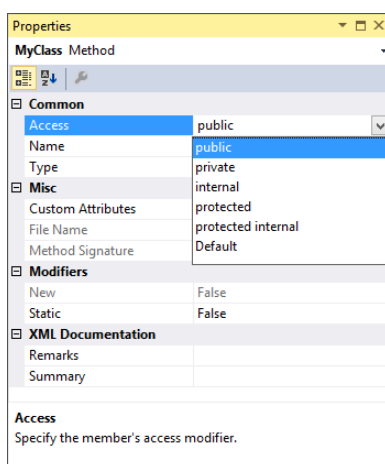 Properties
MyClass Method
Common
Access public
Name public
Type private
Misc internal
Custom Attributes protected
File Name protected internal
Method Signature Default
Modifiers
New False
Static False
XML Documentation
Remarks
Summary
Access
Specify the member's access modifier.